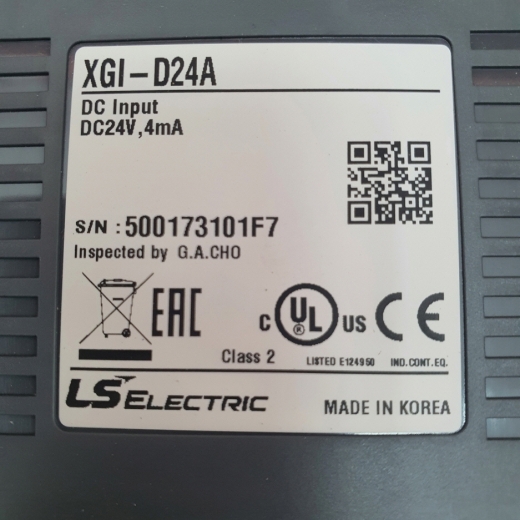 XGI-D24A
DC Input
DC24V,4mA
S/N : 500173101F7
Inspected by G.A.CHO
EAC
C UL US CE
®
Class 2
LISTED E124950 IND.CONT.EQ.
LS ELECTRIC
MADE IN KOREA